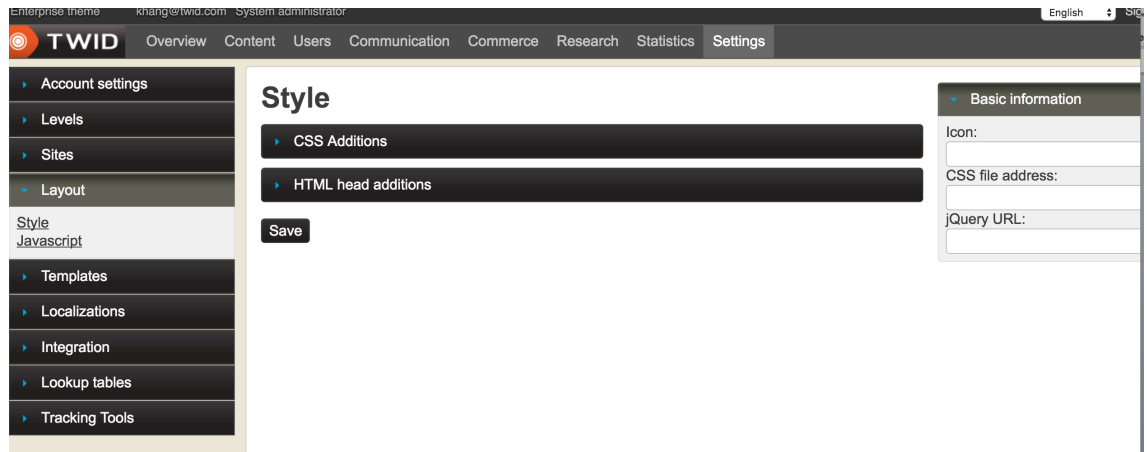 Enterprise theme khang@twid.com System administrator English
TWID Overview Content Users Communication Commerce Research Statistics Settings
Account settings
Levels
Sites
Layout
Style
Javascript
Templates
Localizations
Integration
Lookup tables
Tracking Tools
Style
CSS Additions
HTML head additions
Save
Basic information
Icon:
CSS file address:
jQuery URL: